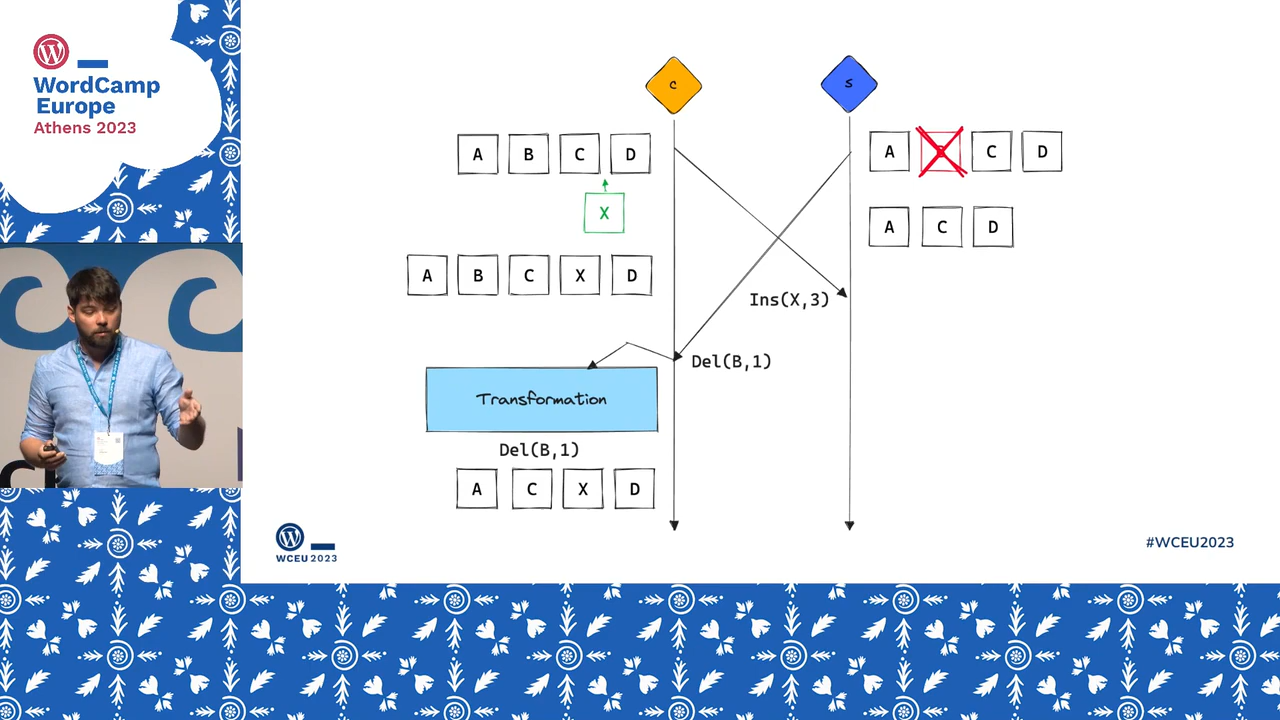 WordCamp
Europe
Athens 2023
C
S
A B C D
A C D
X
A C D
A B C X D
Ins(X,3)
Del(B,1)
Transformation
Del(B,1)
A C X D
WCEU 2023
#WCEU2023